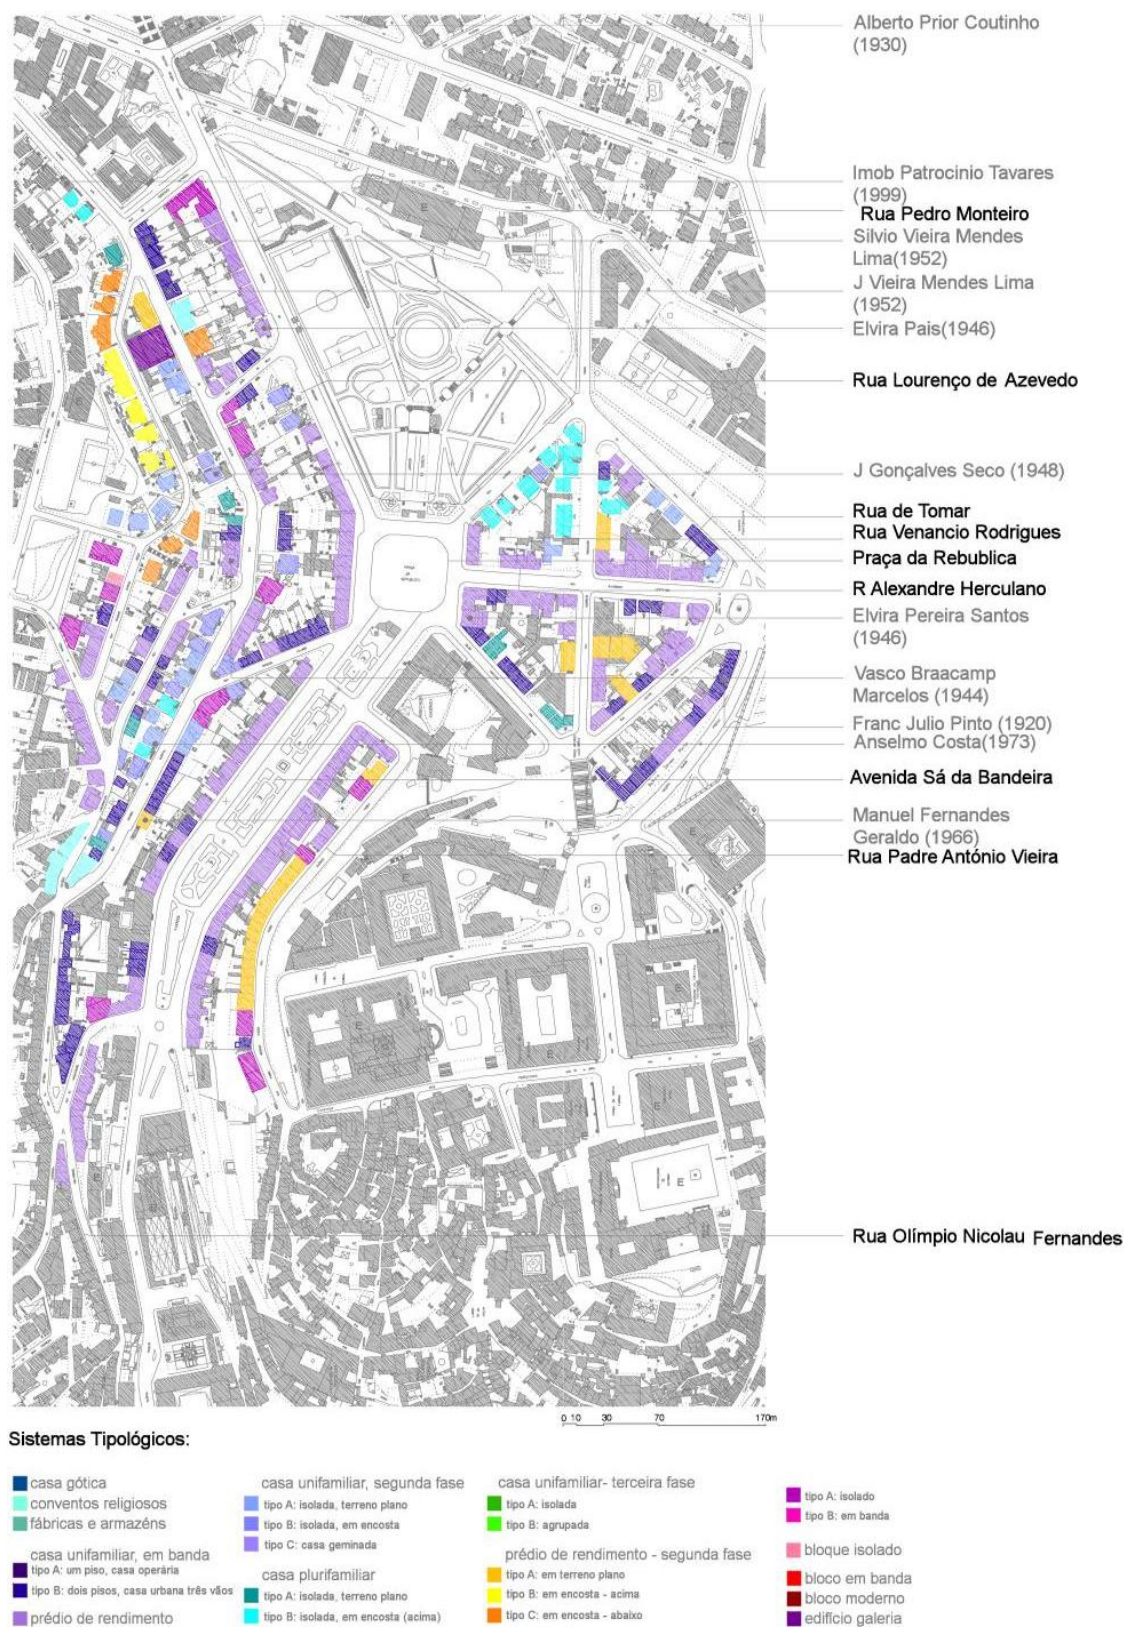 Alberto Prior Coutinho
(1930)
Imob Patrocinio Tavares
(1999)
Rua Pedro Monteiro
Silvio Vieira Mendes
Lima(1952)
J Vieira Mendes Lima
(1952)
Elvira Pais(1946)
Rua Lourenço de Azevedo
J Gonçalves Seco (1948)
Rua de Tomar
Rua Venancio Rodrigues
Praça da Rebublica
R Alexandre Herculano
Elvira Pereira Santos
(1946)
Vasco Braacamp
Marcelos (1944)
Franc Julio Pinto (1920)
Anselmo Costa(1973)
Avenida Sá da Bandeira
Manuel Fernandes
Geraldo (1966)
Rua Padre António Vieira
Rua Olímpio Nicolau Fernandes
0 10 30 70 170m
Sistemas Tipológicos:
casa gótica
conventos religiosos
fábricas e armazéns
casa unifamiliar, em banda
tipo A: um piso, casa operária
tipo B: dois pisos, casa urbana três vãos
prédio de rendimento
casa unifamiliar, segunda fase
tipo A: isolada, terreno plano
tipo B: isolada, em encosta
tipo C: casa geminada
casa plurifamiliar
tipo A: isolada, terreno plano
tipo B: isolada, em encosta (acima)
casa unifamiliar- terceira fase
tipo A: isolada
tipo B: agrupada
prédio de rendimento - segunda fase
tipo A: em terreno plano
tipo B: em encosta - acima
tipo C: em encosta - abaixo
tipo A: isolado
tipo B: em banda
bloque isolado
bloco em banda
bloco moderno
edifício galeria